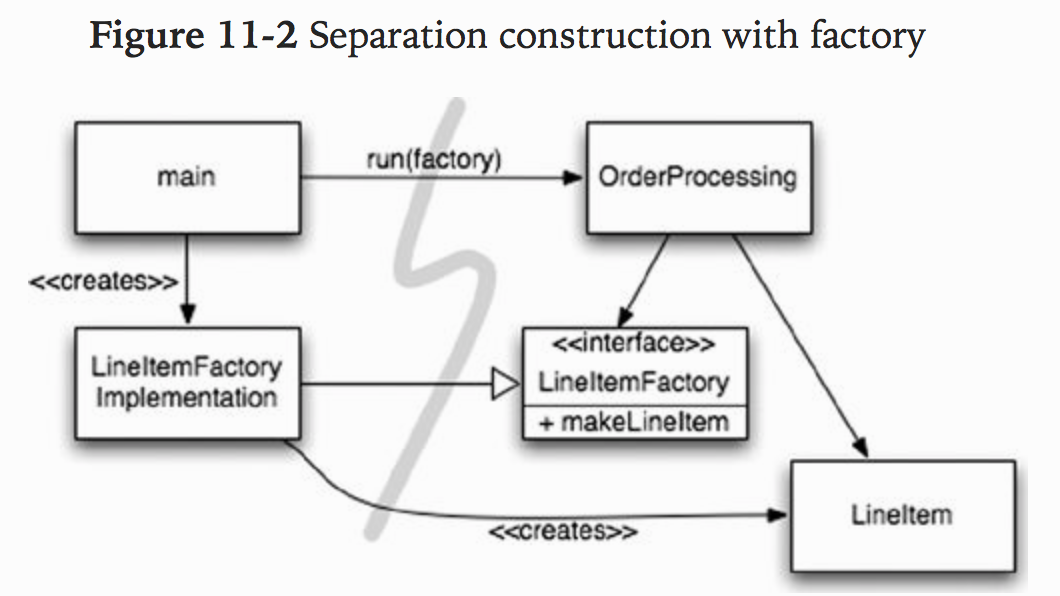 Figure 11-2 Separation construction with factory
main
run(factory)
OrderProcessing
<<creates>>
LineItemFactory
Implementation
<<interface>>
LineItemFactory
+ makeLineItem
LineItem
<<creates>>